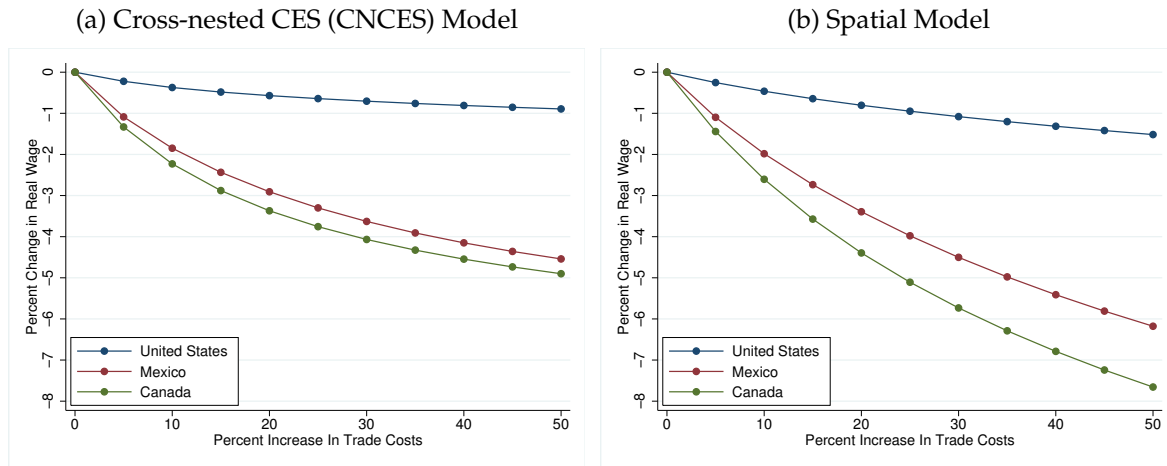 (a) Cross-nested CES (CNCES) Model
Percent Change in Real Wage
0
-1
-2
-3
-4
-5
-6
-7
-8
United States
Mexico
Canada
0 10 20 30 40 50
Percent Increase In Trade Costs
(b) Spatial Model
Percent Change in Real Wage
0
-1
-2
-3
-4
-5
-6
-7
-8
United States
Mexico
Canada
0 10 20 30 40 50
Percent Increase In Trade Costs